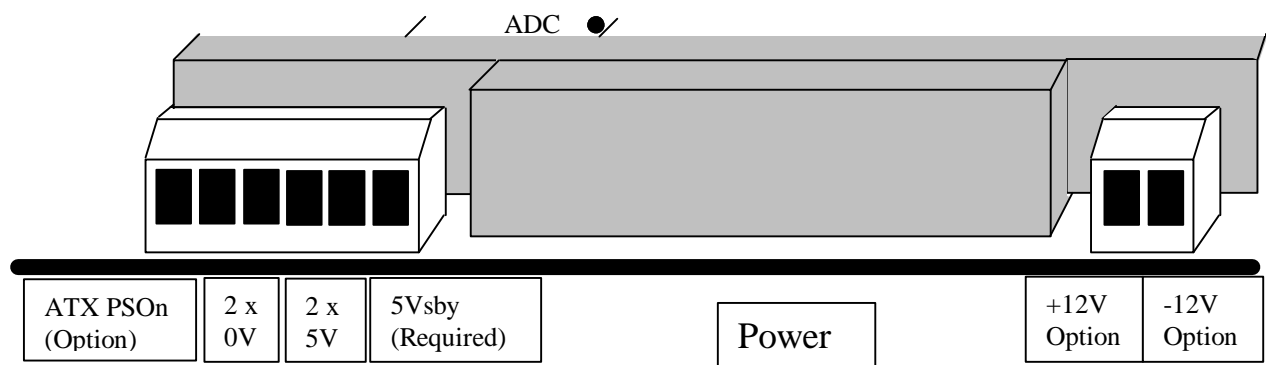 ADC
ATX PSOn
(Option)
2 x
0V
2 x
5V
5Vsby
(Required)
Power
+12V
Option
-12V
Option